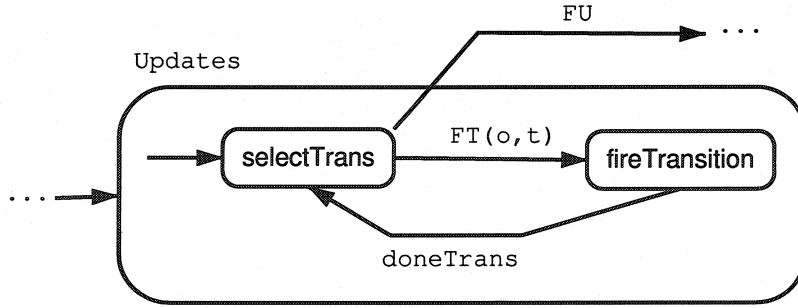 FU
...
Updates
selectTrans
FT(o,t)
fireTransition
...
doneTrans